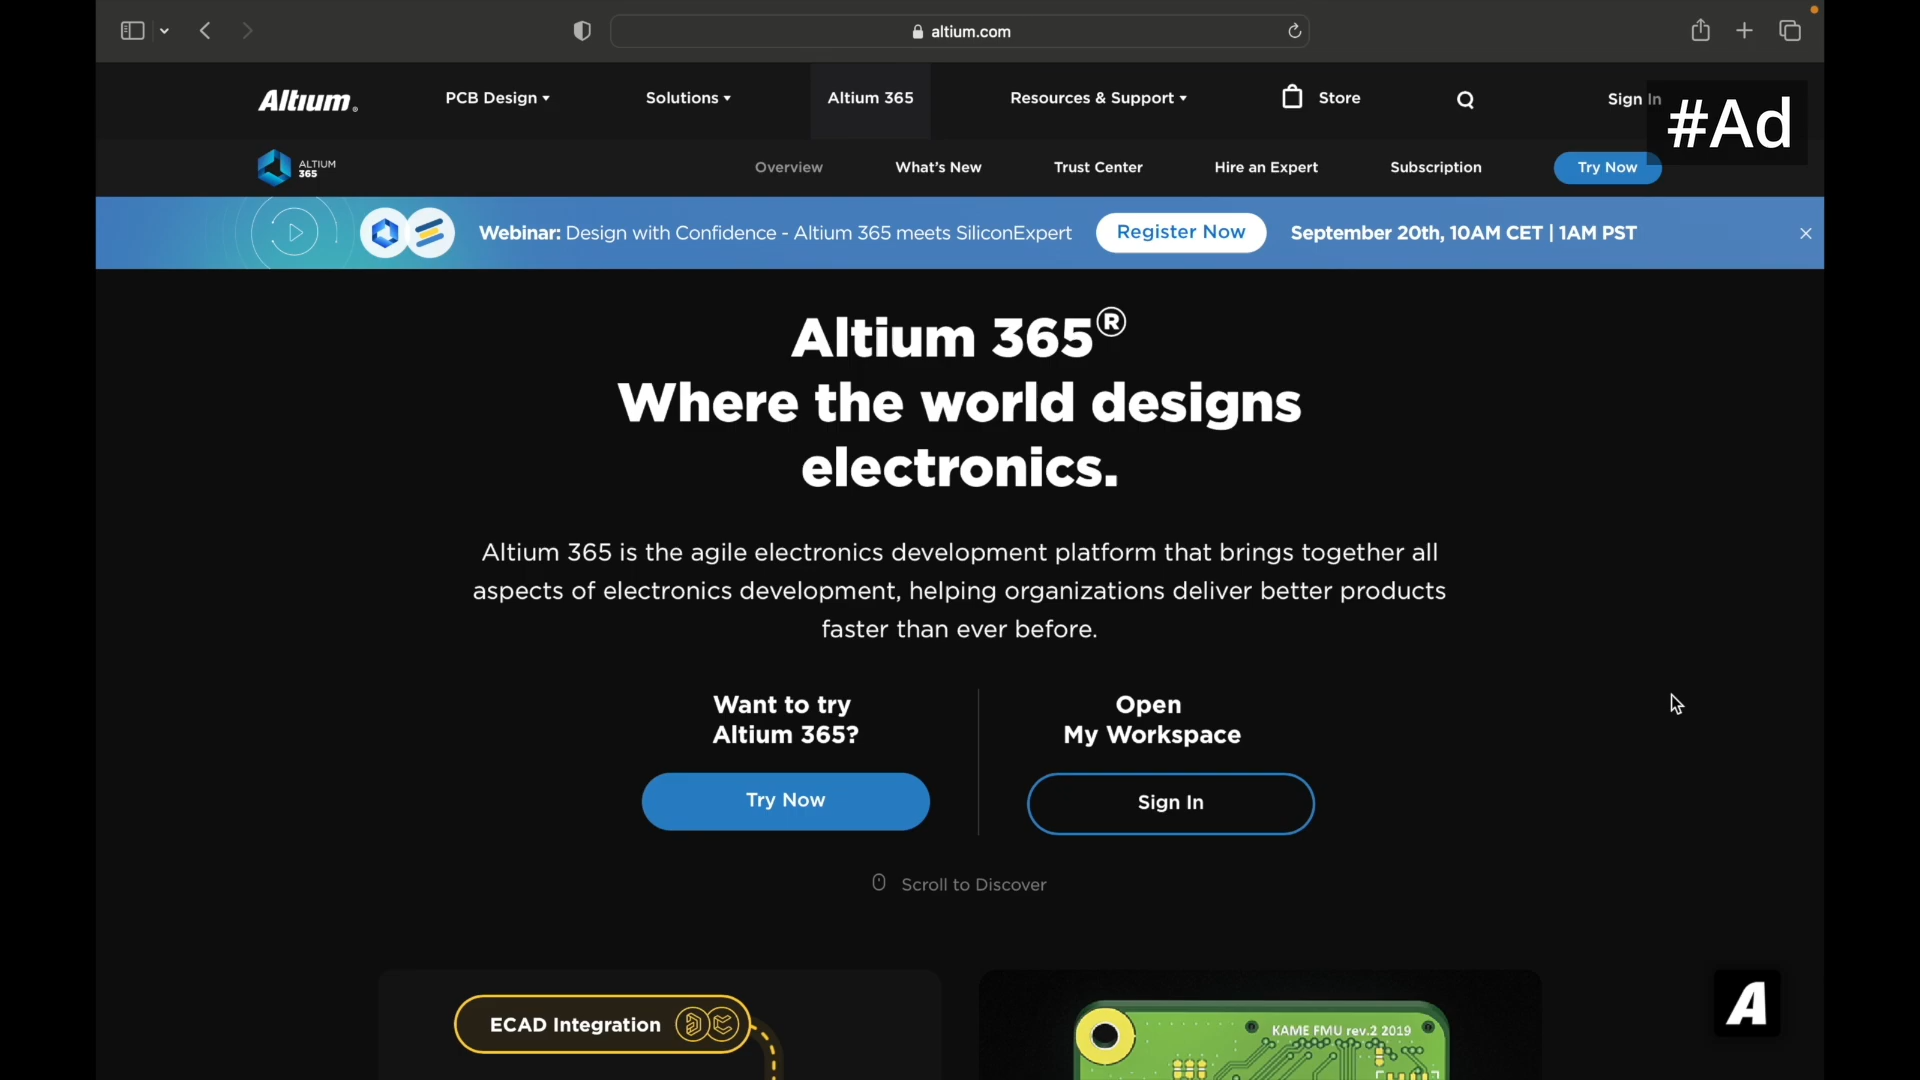 altium.com
Altium®
PCB Design
Solutions
Altium 365
Resources & Support
Store
Sign In
#Ad
ALTIUM
365
Overview
What's New
Trust Center
Hire an Expert
Subscription
Try Now
Webinar: Design with Confidence - Altium 365 meets SiliconExpert
Register Now
September 20th, 10AM CET | 1AM PST
Altium 365®
Where the world designs
electronics.
Altium 365 is the agile electronics development platform that brings together all
aspects of electronics development, helping organizations deliver better products
faster than ever before.
Want to try
Altium 365?
Try Now
Open
My Workspace
Sign In
Scroll to Discover
ECAD Integration
KAME FMU rev.2 2019
A